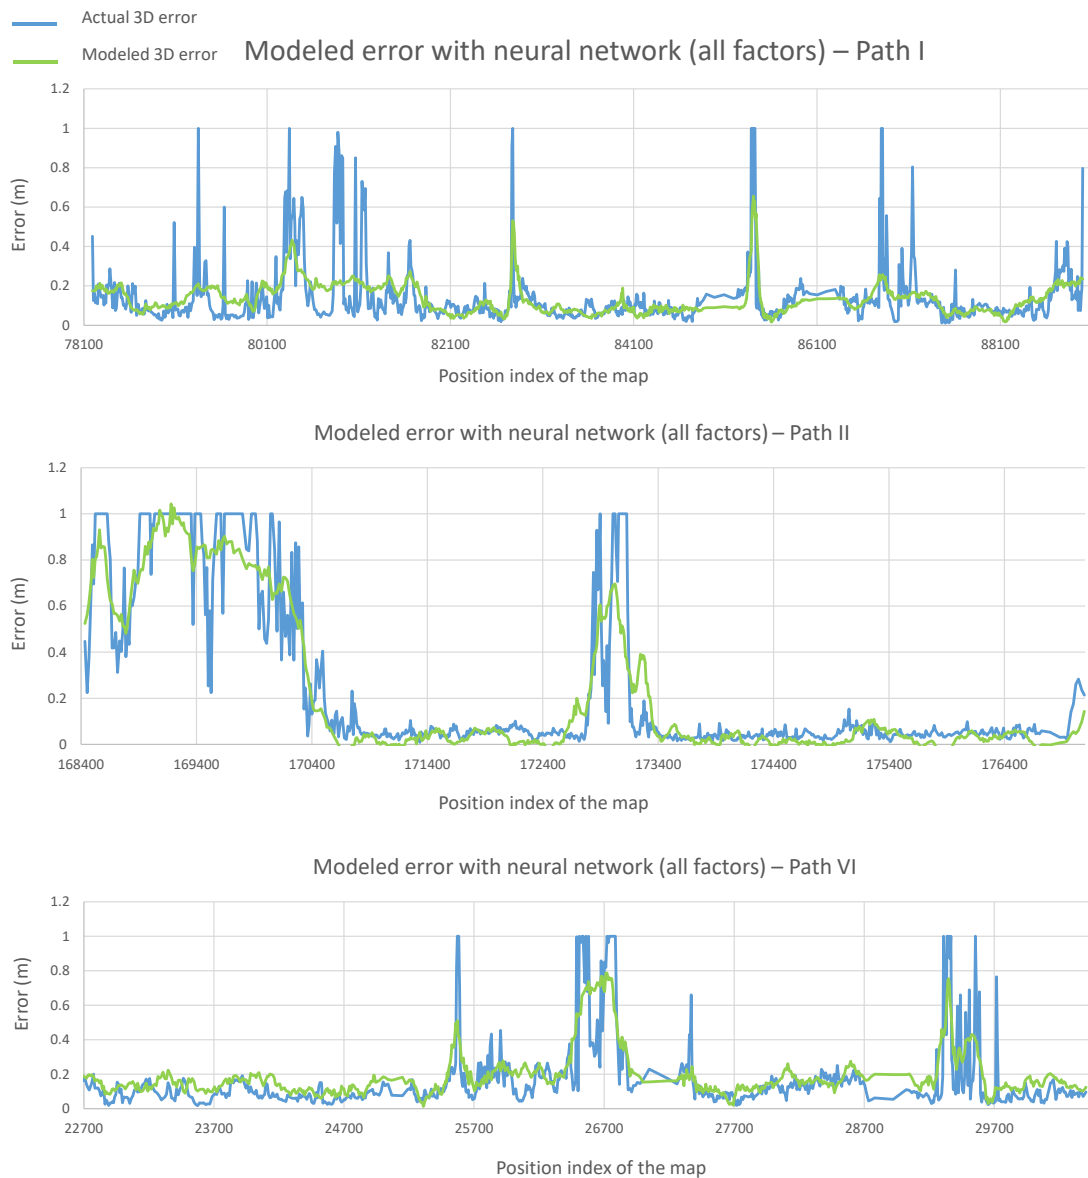 Actual 3D error
Modeled 3D error
Modeled error with neural network (all factors) – Path I
1.2
1
0.8
0.6
0.4
0.2
0
Error (m)
78100 80100 82100 84100 86100 88100
Position index of the map
Modeled error with neural network (all factors) – Path II
1.2
1
0.8
0.6
0.4
0.2
0
Error (m)
168400 169400 170400 171400 172400 173400 174400 175400 176400
Position index of the map
Modeled error with neural network (all factors) – Path VI
1.2
1
0.8
0.6
0.4
0.2
0
Error (m)
22700 23700 24700 25700 26700 27700 28700 29700
Position index of the map